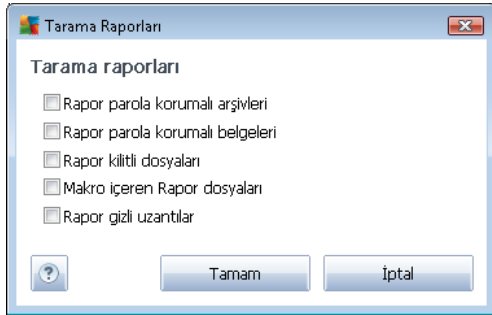 Tarama Raporları
Tarama raporları
Rapor parola korumalı arşivleri
Rapor parola korumalı belgeleri
Rapor kilitli dosyaları
Makro içeren Rapor dosyaları
Rapor gizli uzantılar
? Tamam İptal